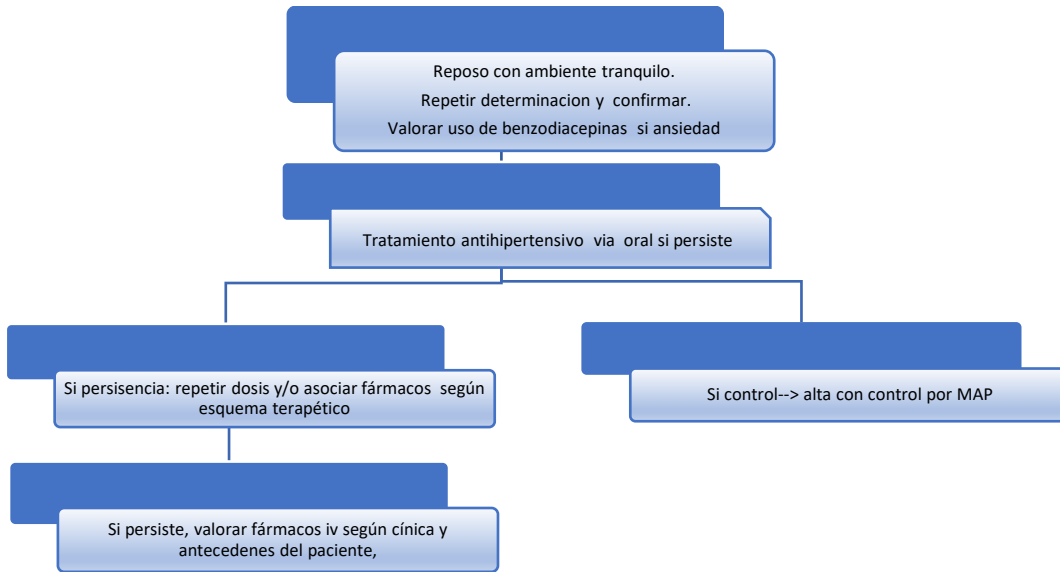 Reposo con ambiente tranquilo.
Repetir determinacion y confirmar.
Valorar uso de benzodiacepinas si ansiedad
Tratamiento antihipertensivo via oral si persiste
Si persisencia: repetir dosis y/o asociar fármacos según
esquema terapético
Si control--> alta con control por MAP
Si persiste, valorar fármacos iv según cínica y
antecedenes del paciente,